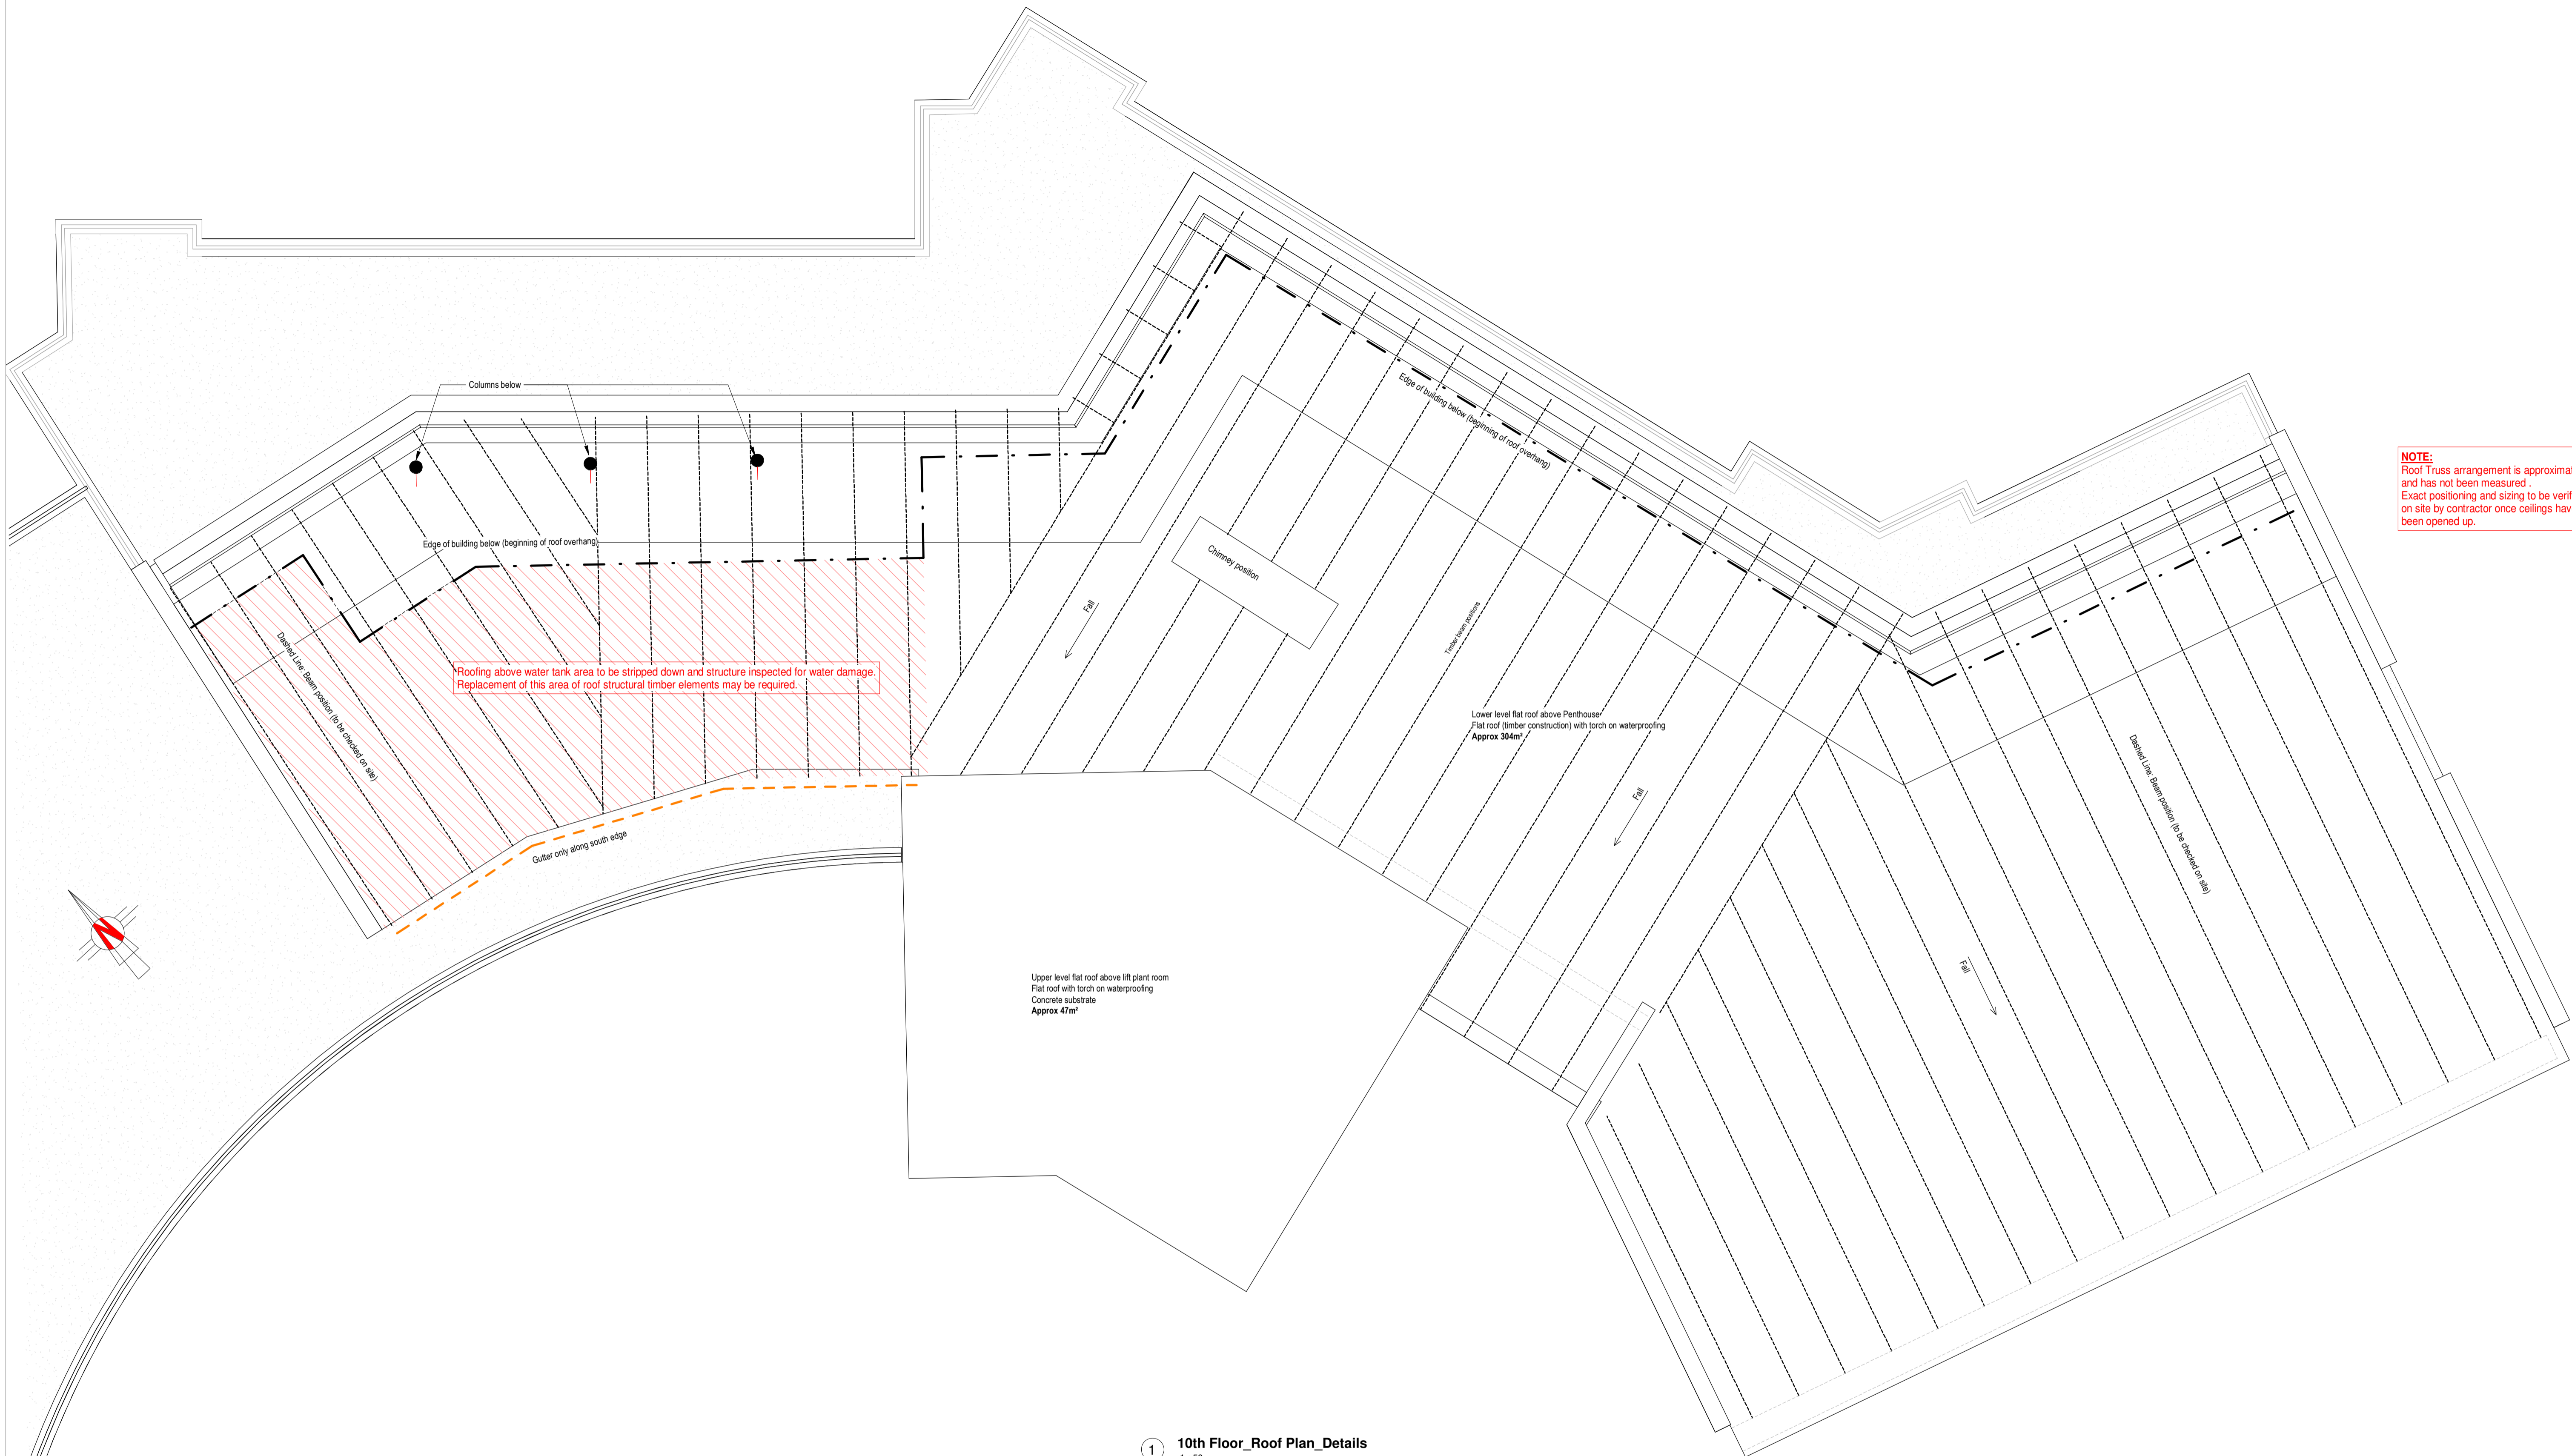 Columns below
Edge of building below (beginning of roof overhang)
Edge of building below (beginning of roof overhang)
NOTE:
Roof Truss arrangement is approximat
and has not been measured .
Exact positioning and sizing to be verif
on site by contractor once ceilings hav
been opened up.
Chimney position
Fall
Timber beam positions
Dashed Line: Beam position (to be checked on site)
Roofing above water tank area to be stripped down and structure inspected for water damage.
Replacement of this area of roof structural timber elements may be required.
Lower level flat roof above Penthouse
Flat roof (timber construction) with torch on waterproofing
Approx 304m²
Fall
Dashed Line: Beam position (to be checked on site)
Gutter only along south edge
N
Upper level flat roof above lift plant room
Flat roof with torch on waterproofing
Concrete substrate
Approx 47m²
Fall
1
10th Floor_Roof Plan_Details